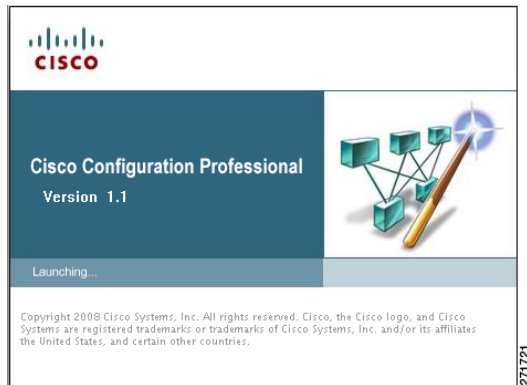 CISCO
Cisco Configuration Professional
Version 1.1
Launching...
Copyright 2008 Cisco Systems, Inc. All rights reserved. Cisco, the Cisco logo, and Cisco
Systems are registered trademarks or trademarks of Cisco Systems, Inc. and/or its affiliates
the United States, and certain other countries.
271721